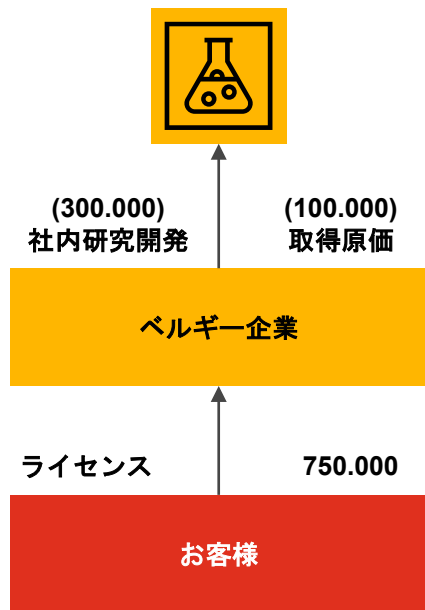 (300.000)
社内研究開発
(100.000)
取得原価
ベルギー企業
ライセンス
750.000
お客様